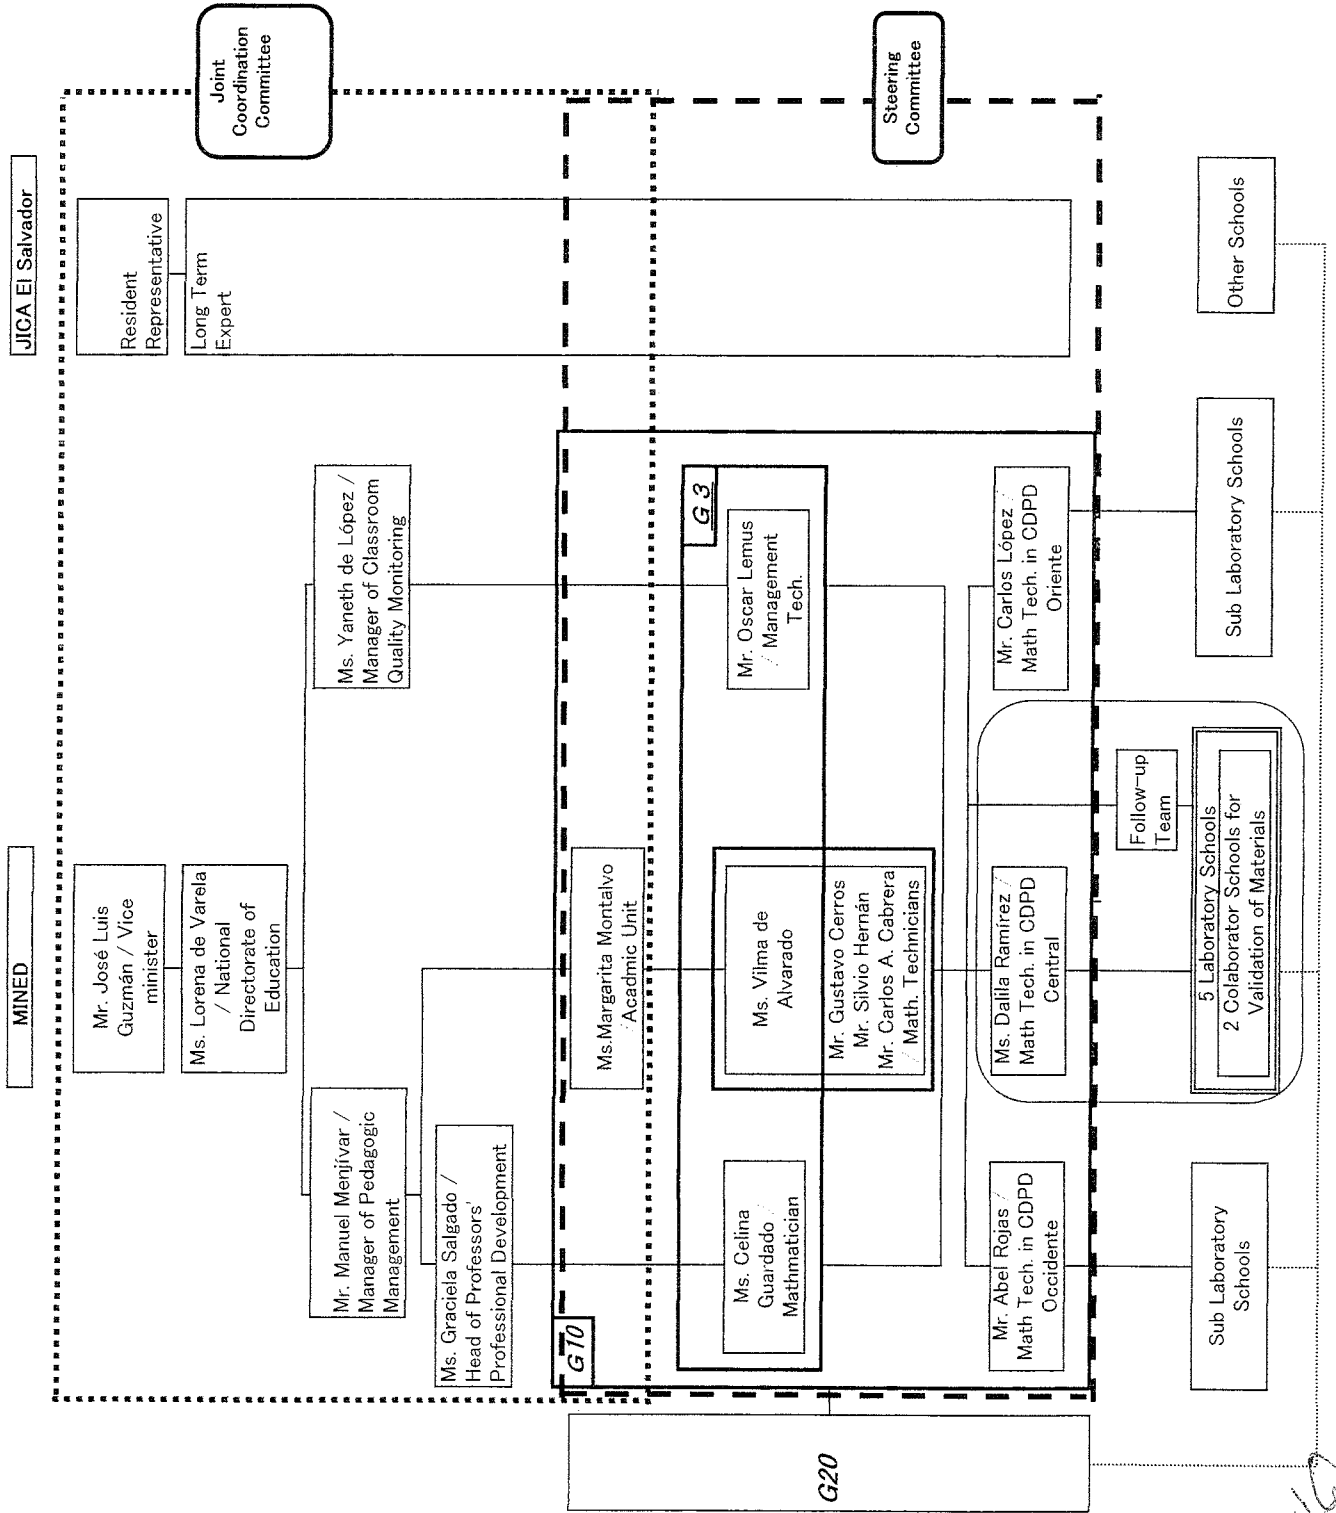 MINED
JICA El Salvador
Joint
Coordination
Committee
Mr. José Luis
Guzmán / Vice
minister
Resident
Representative
Ms. Lorena de Varela
/ National
Directorate of
Education
Long Term
Expert
Mr. Manuel Menjívar /
Manager of Pedagogic
Management
Ms. Yaneth de López /
Manager of Classroom
Quality Monitoring
Ms. Graciela Salgado /
Head of Professors'
Professional Development
G10
Ms.Margarita Montalvo
/Acadmic Unit
G3
Steering
Committee
Ms. Celina
Guardado /
Mathmatician
Ms. Vilma de
Alvarado
Mr. Gustavo Cerros
Mr. Silvio Hernán
Mr. Carlos A. Cabrera
/ Math. Technicians
Mr. Oscar Lemus
/ Management
Tech.
G20
Mr. Abel Rojas /
Math Tech. in CDPD
Occidente
Ms. Dalila Ramírez /
Math Tech. in CDPD
Central
Mr. Carlos López /
Math Tech. in CDPD
Oriente
Follow-up
Team
Sub Laboratory
Schools
5 Laboratory Schools
2 Colaborator Schools for
Validation of Materials
Sub Laboratory Schools
Other Schools